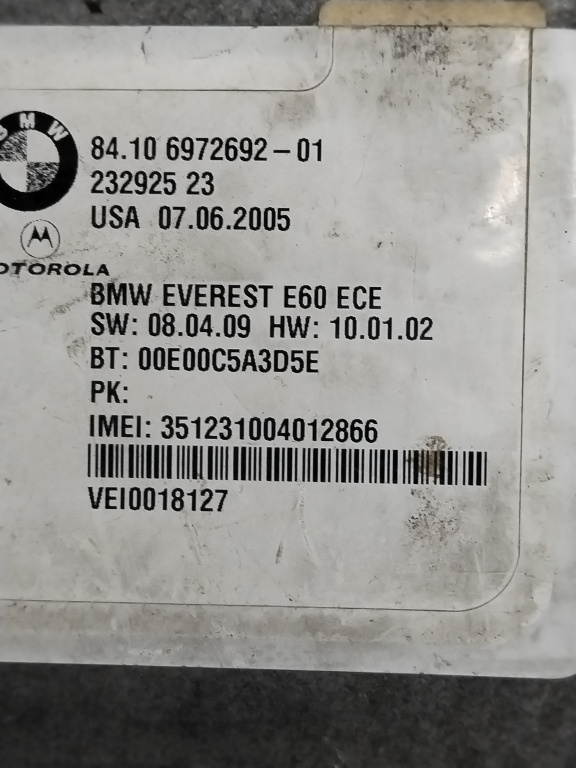 BMW
84.10 6972692-01
232925 23
USA 07.06.2005
OTOROLA
BMW EVEREST E60 ECE
SW: 08.04.09 HW: 10.01.02
BT: 00E00C5A3D5E
PK:
IMEI: 351231004012866
VEI0018127